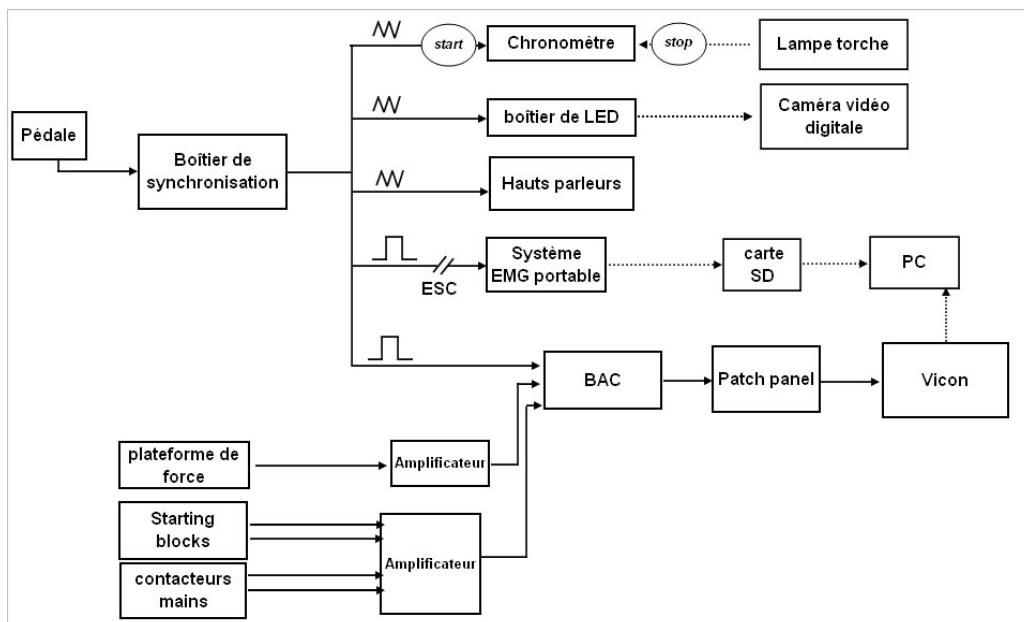 start
Chronomètre
stop
Lampe torche
Pédale
Boîtier de
synchronisation
boîtier de LED
Caméra vidéo
digitale
Hauts parleurs
Système
EMG portable
ESC
carte
SD
PC
BAC
Patch panel
Vicon
plateforme de
force
Amplificateur
Starting
blocks
Amplificateur
contacteurs
mains